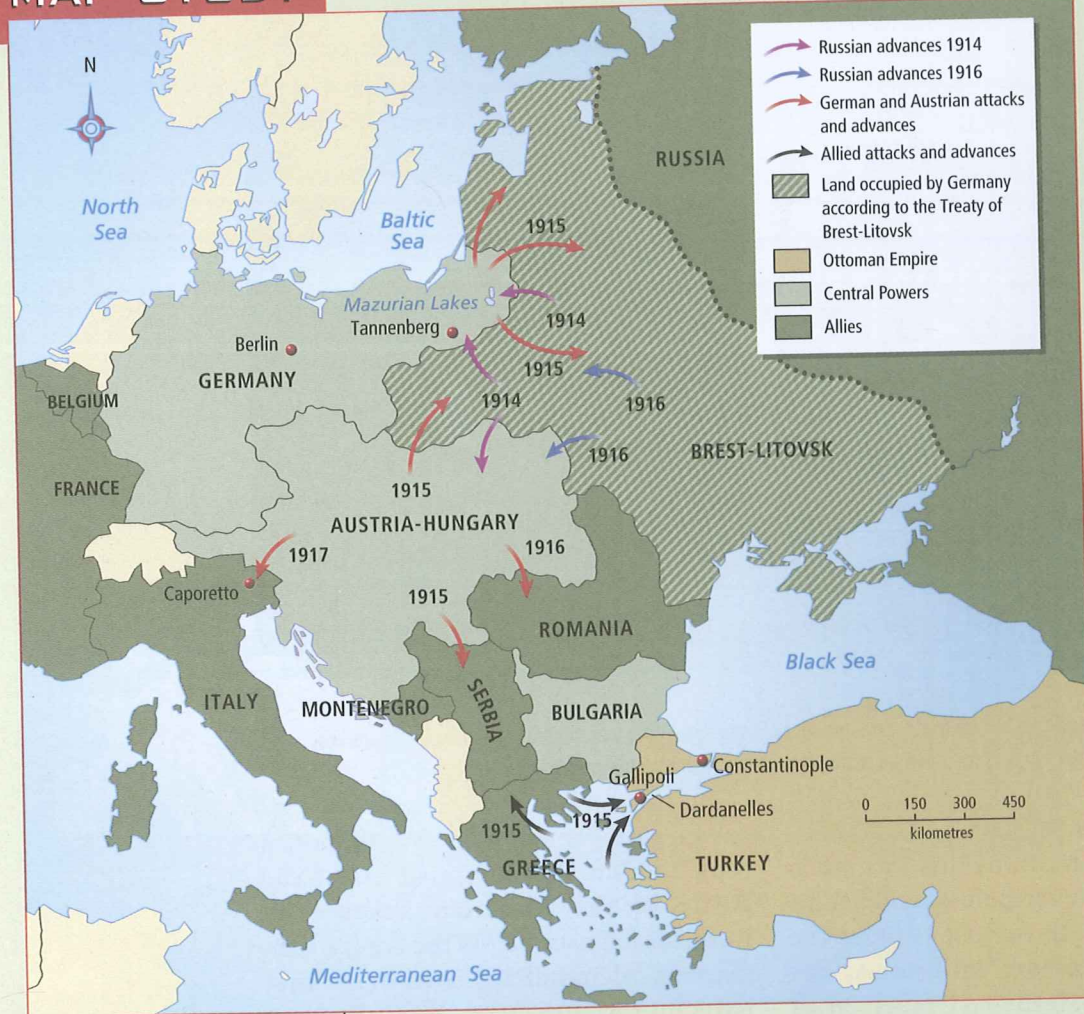 MAP STUDY
N
Russian advances 1914
Russian advances 1916
German and Austrian attacks
and advances
Allied attacks and advances
Land occupied by Germany
according to the Treaty of
Brest-Litovsk
Ottoman Empire
Central Powers
Allies
RUSSIA
North
Sea
Baltic
Sea
1915
Mazurian Lakes
1914
Tannenberg
Berlin
1915
GERMANY
1914
1916
BELGIUM
BREST-LITOVSK
1916
FRANCE
1915
AUSTRIA-HUNGARY
1917
1916
Caporetto
1915
ROMANIA
Black Sea
ITALY
MONTENEGRO
SERBIA
BULGARIA
Constantinople
Gallipoli
Dardanelles
0 150 300 450
kilometres
1915
1915
GREECE
TURKEY
Mediterranean Sea